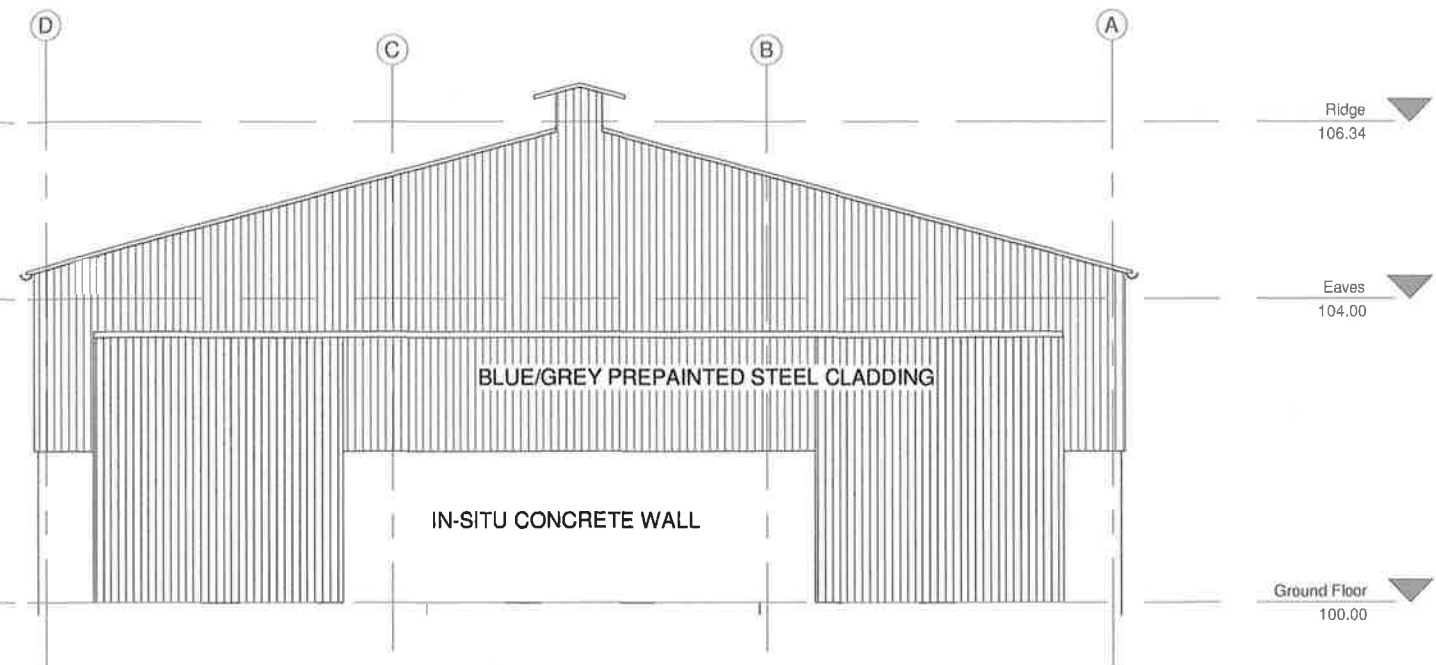 D
C
B
A
Ridge
106.34
Eaves
104.00
BLUE/GREY PREPAINTED STEEL CLADDING
IN-SITU CONCRETE WALL
Ground Floor
100.00